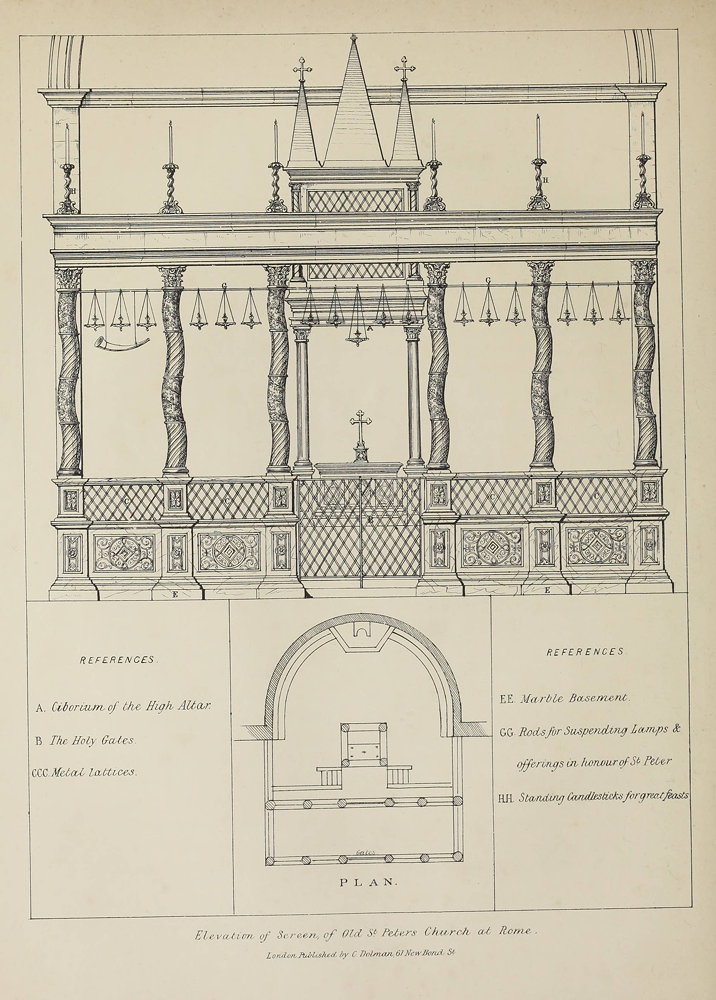 H
H
G
G
A
C
C
B
C
C
E
E
REFERENCES.
A. Ciborium of the High Altar.
B The Holy Gates.
CCC. Metal lattices.
Gates
PLAN.
REFERENCES.
EE. Marble Basement.
GG. Rods for Suspending Lamps &
offerings in honour of St Peter
HH. Standing Candlesticks for great feasts
Elevation of Screen, of Old St Peters Church at Rome.
London. Published by C. Dolman, 61 New Bond St